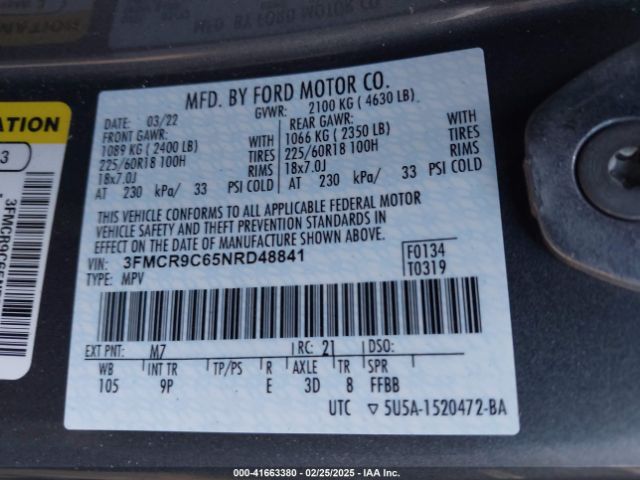 MFD. BY FORD MOTOR CO.
DATE: 03/22 GVWR: 2100 KG (4630 LB)
FRONT GAWR: REAR GAWR:
1089 KG (2400 LB) WITH 1066 KG (2350 LB) WITH
225/60R18 100H TIRES 225/60R18 100H TIRES
18x7.0J RIMS 18x7.0J RIMS
AT 230 kPa/ 33 PSI COLD AT 230 kPa/ 33 PSI COLD
THIS VEHICLE CONFORMS TO ALL APPLICABLE FEDERAL MOTOR
VEHICLE SAFETY AND THEFT PREVENTION STANDARDS IN
EFFECT ON THE DATE OF MANUFACTURE SHOWN ABOVE.
VIN: 3FMCR9C65NRD48841 F0134
TYPE: MPV T0319
EXT PNT: M7 RC: 21 DSO:
WB INT TR TP/PS R AXLE TR SPR
105 9P E 3D 8 FFBB
UTC ▽ 5U5A-1520472-BA
000-41663380 - 02/25/2025 - IAA Inc.